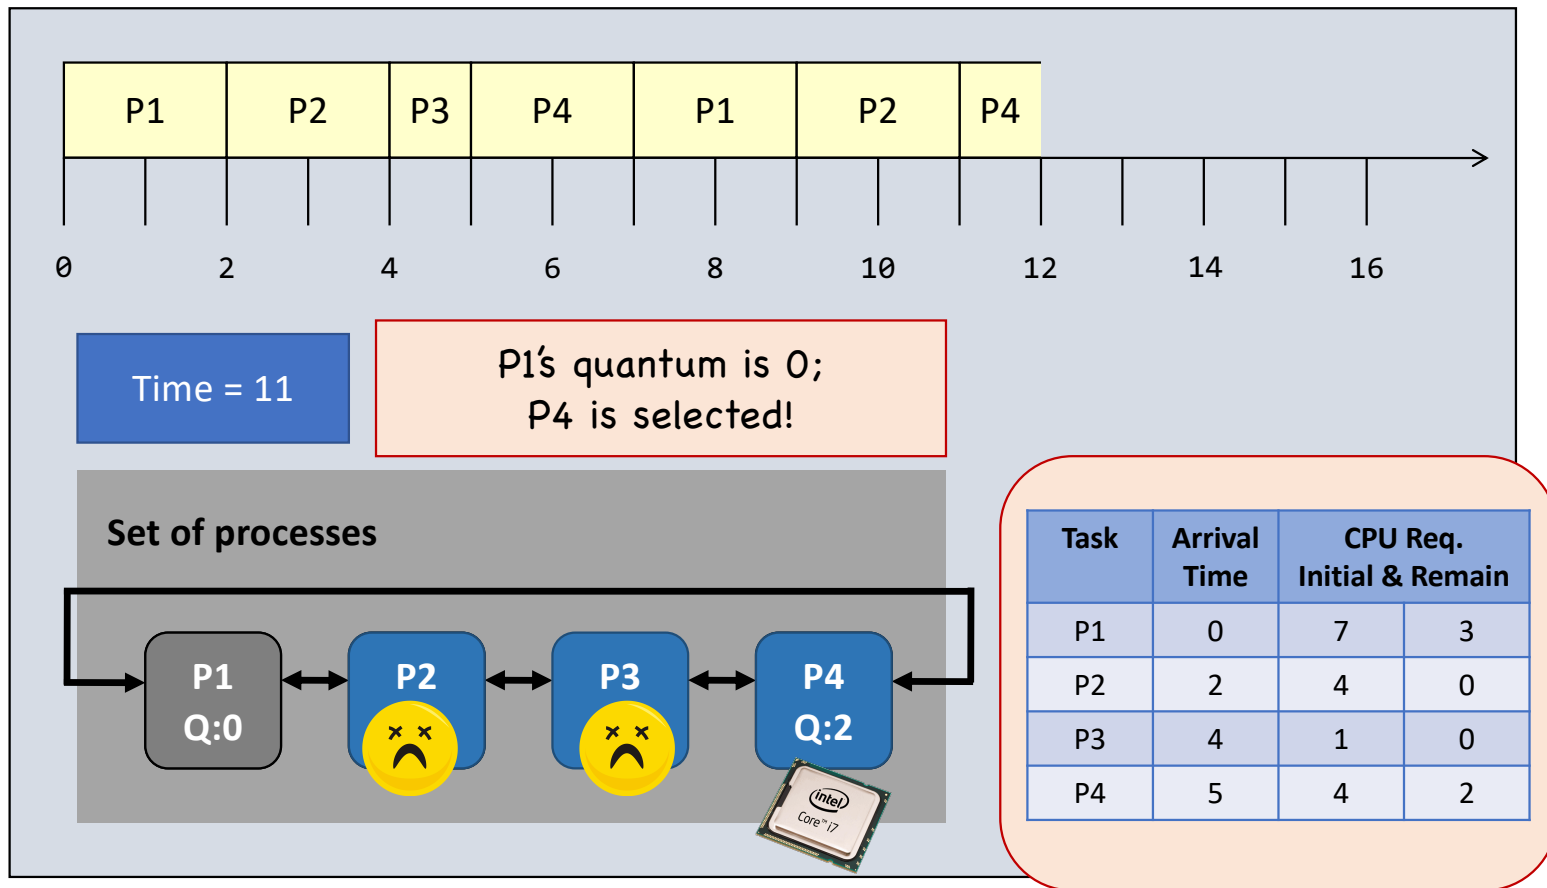 P1 P2 P3 P4 P1 P2 P4
0 2 4 6 8 10 12 14 16
Time = 11
P1's quantum is 0;
P4 is selected!
Set of processes
P1 P2 P3 P4
Q:0 Q:2
intel
Core™ i7
Task Arrival Time CPU Req. Initial & Remain
P1 0 7 3
P2 2 4 0
P3 4 1 0
P4 5 4 2